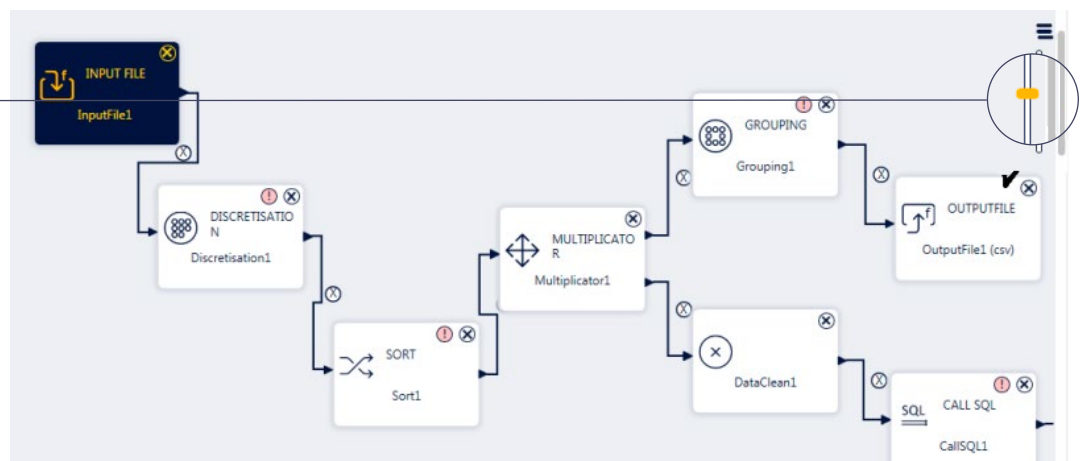 f
INPUT FILE
InputFile1
X
!
DISCRETISATIO
N
Discretisation1
X
!
SORT
Sort1
MULTIPLICATO
R
Multiplicator1
X
X
!
GROUPING
Grouping1
X
f
OUTPUTFILE
OutputFile1 (csv)
DataClean1
X
!
SQL
CALL SQL
CallSQL1